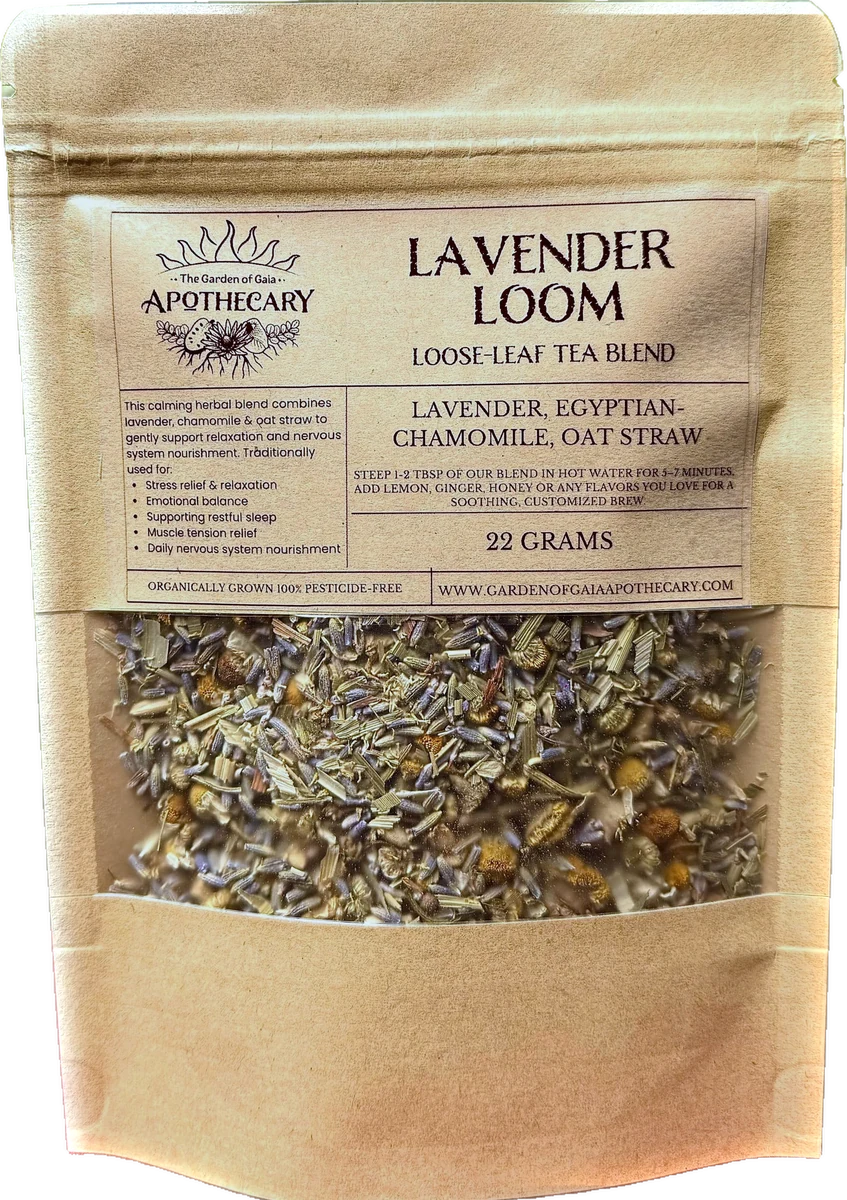 The Garden of Gaia
APOTHECARY
LAVENDER
LOOM
LOOSE-LEAF TEA BLEND
This calming herbal blend combines
lavender, chamomile & oat straw to
gently support relaxation and nervous
system nourishment. Traditionally
used for:
• Stress relief & relaxation
• Emotional balance
• Supporting restful sleep
• Muscle tension relief
• Daily nervous system nourishment
LAVENDER, EGYPTIAN-
CHAMOMILE, OAT STRAW
STEEP 1-2 TBSP OF OUR BLEND IN HOT WATER FOR 5–7 MINUTES.
ADD LEMON, GINGER, HONEY OR ANY FLAVORS YOU LOVE FOR A
SOOTHING, CUSTOMIZED BREW.
22 GRAMS
ORGANICALLY GROWN 100% PESTICIDE-FREE
WWW.GARDENOFGAIAAPOTHECARY.COM